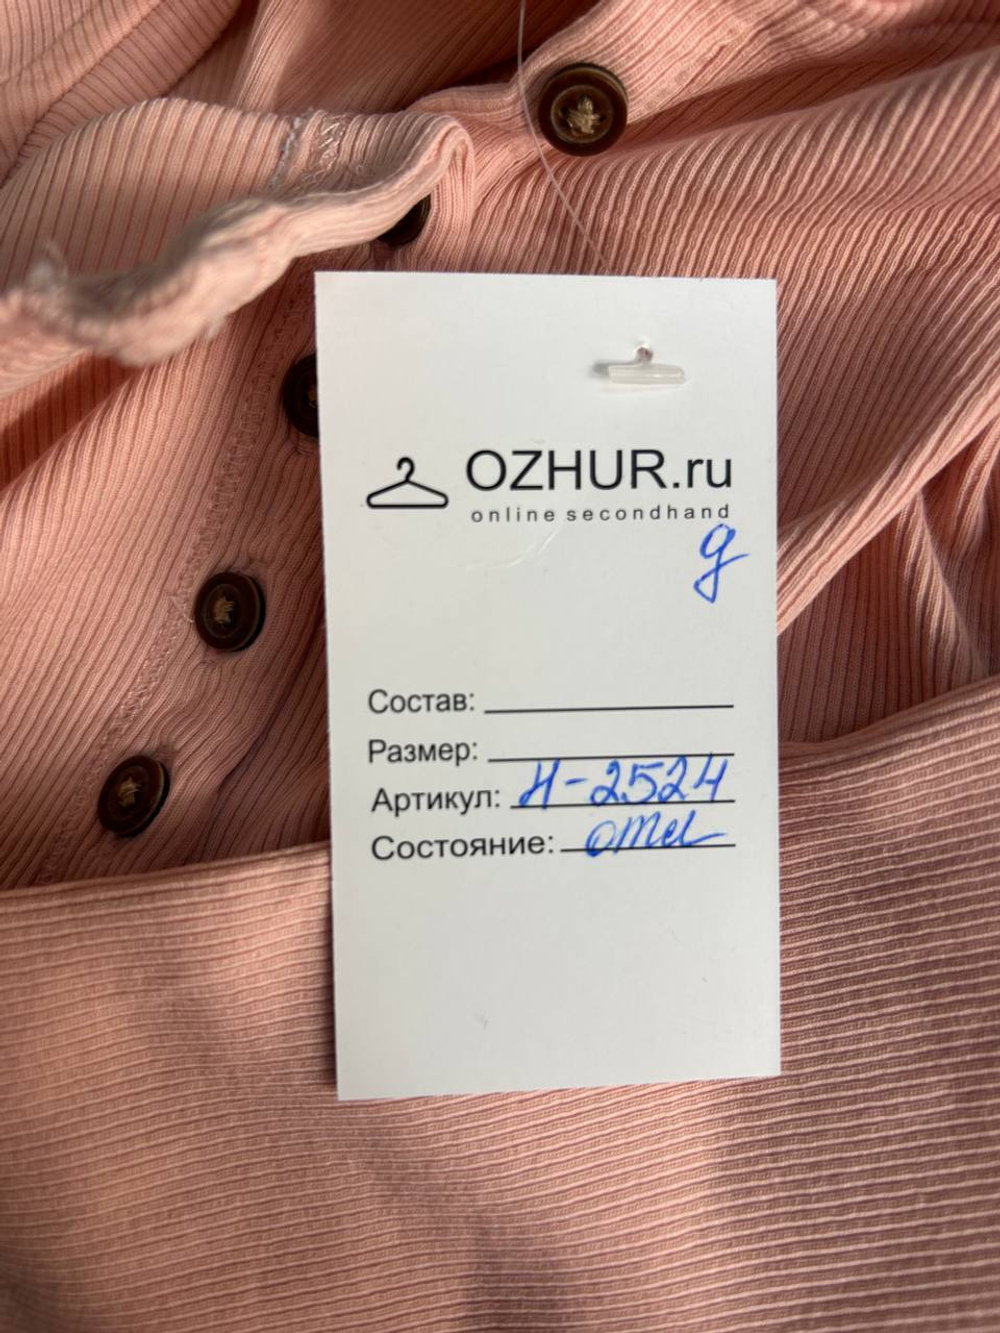 OZHUR.ru
online secondhand
g
Состав:
Размер:
Артикул: Н-2524
Состояние: отл